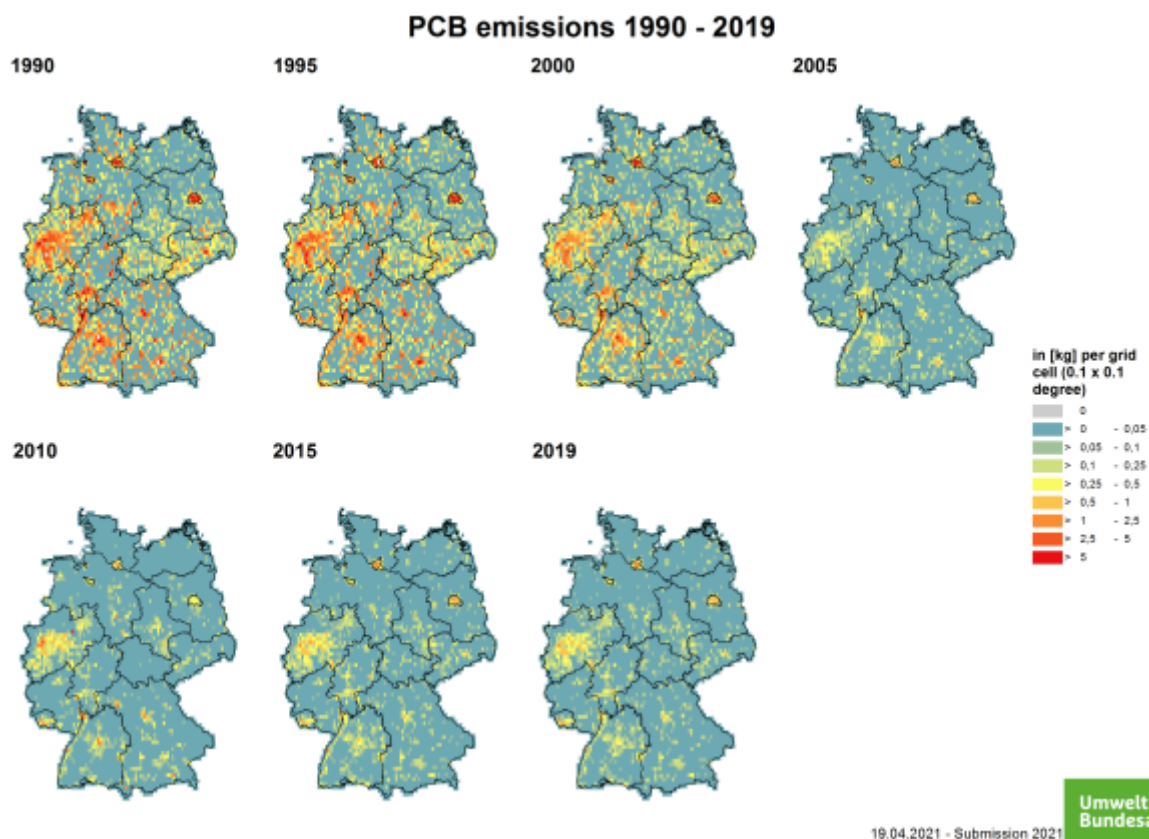 PCB emissions 1990 - 2019
1990
1995
2000
2005
2010
2015
2019
in [kg] per grid
cell (0.1 x 0.1
degree)
0
> 0 - 0,05
> 0,05 - 0,1
> 0,1 - 0,25
> 0,25 - 0,5
> 0,5 - 1
> 1 - 2,5
> 2,5 - 5
> 5
Umwelt
Bundesa
19.04.2021 - Submission 2021